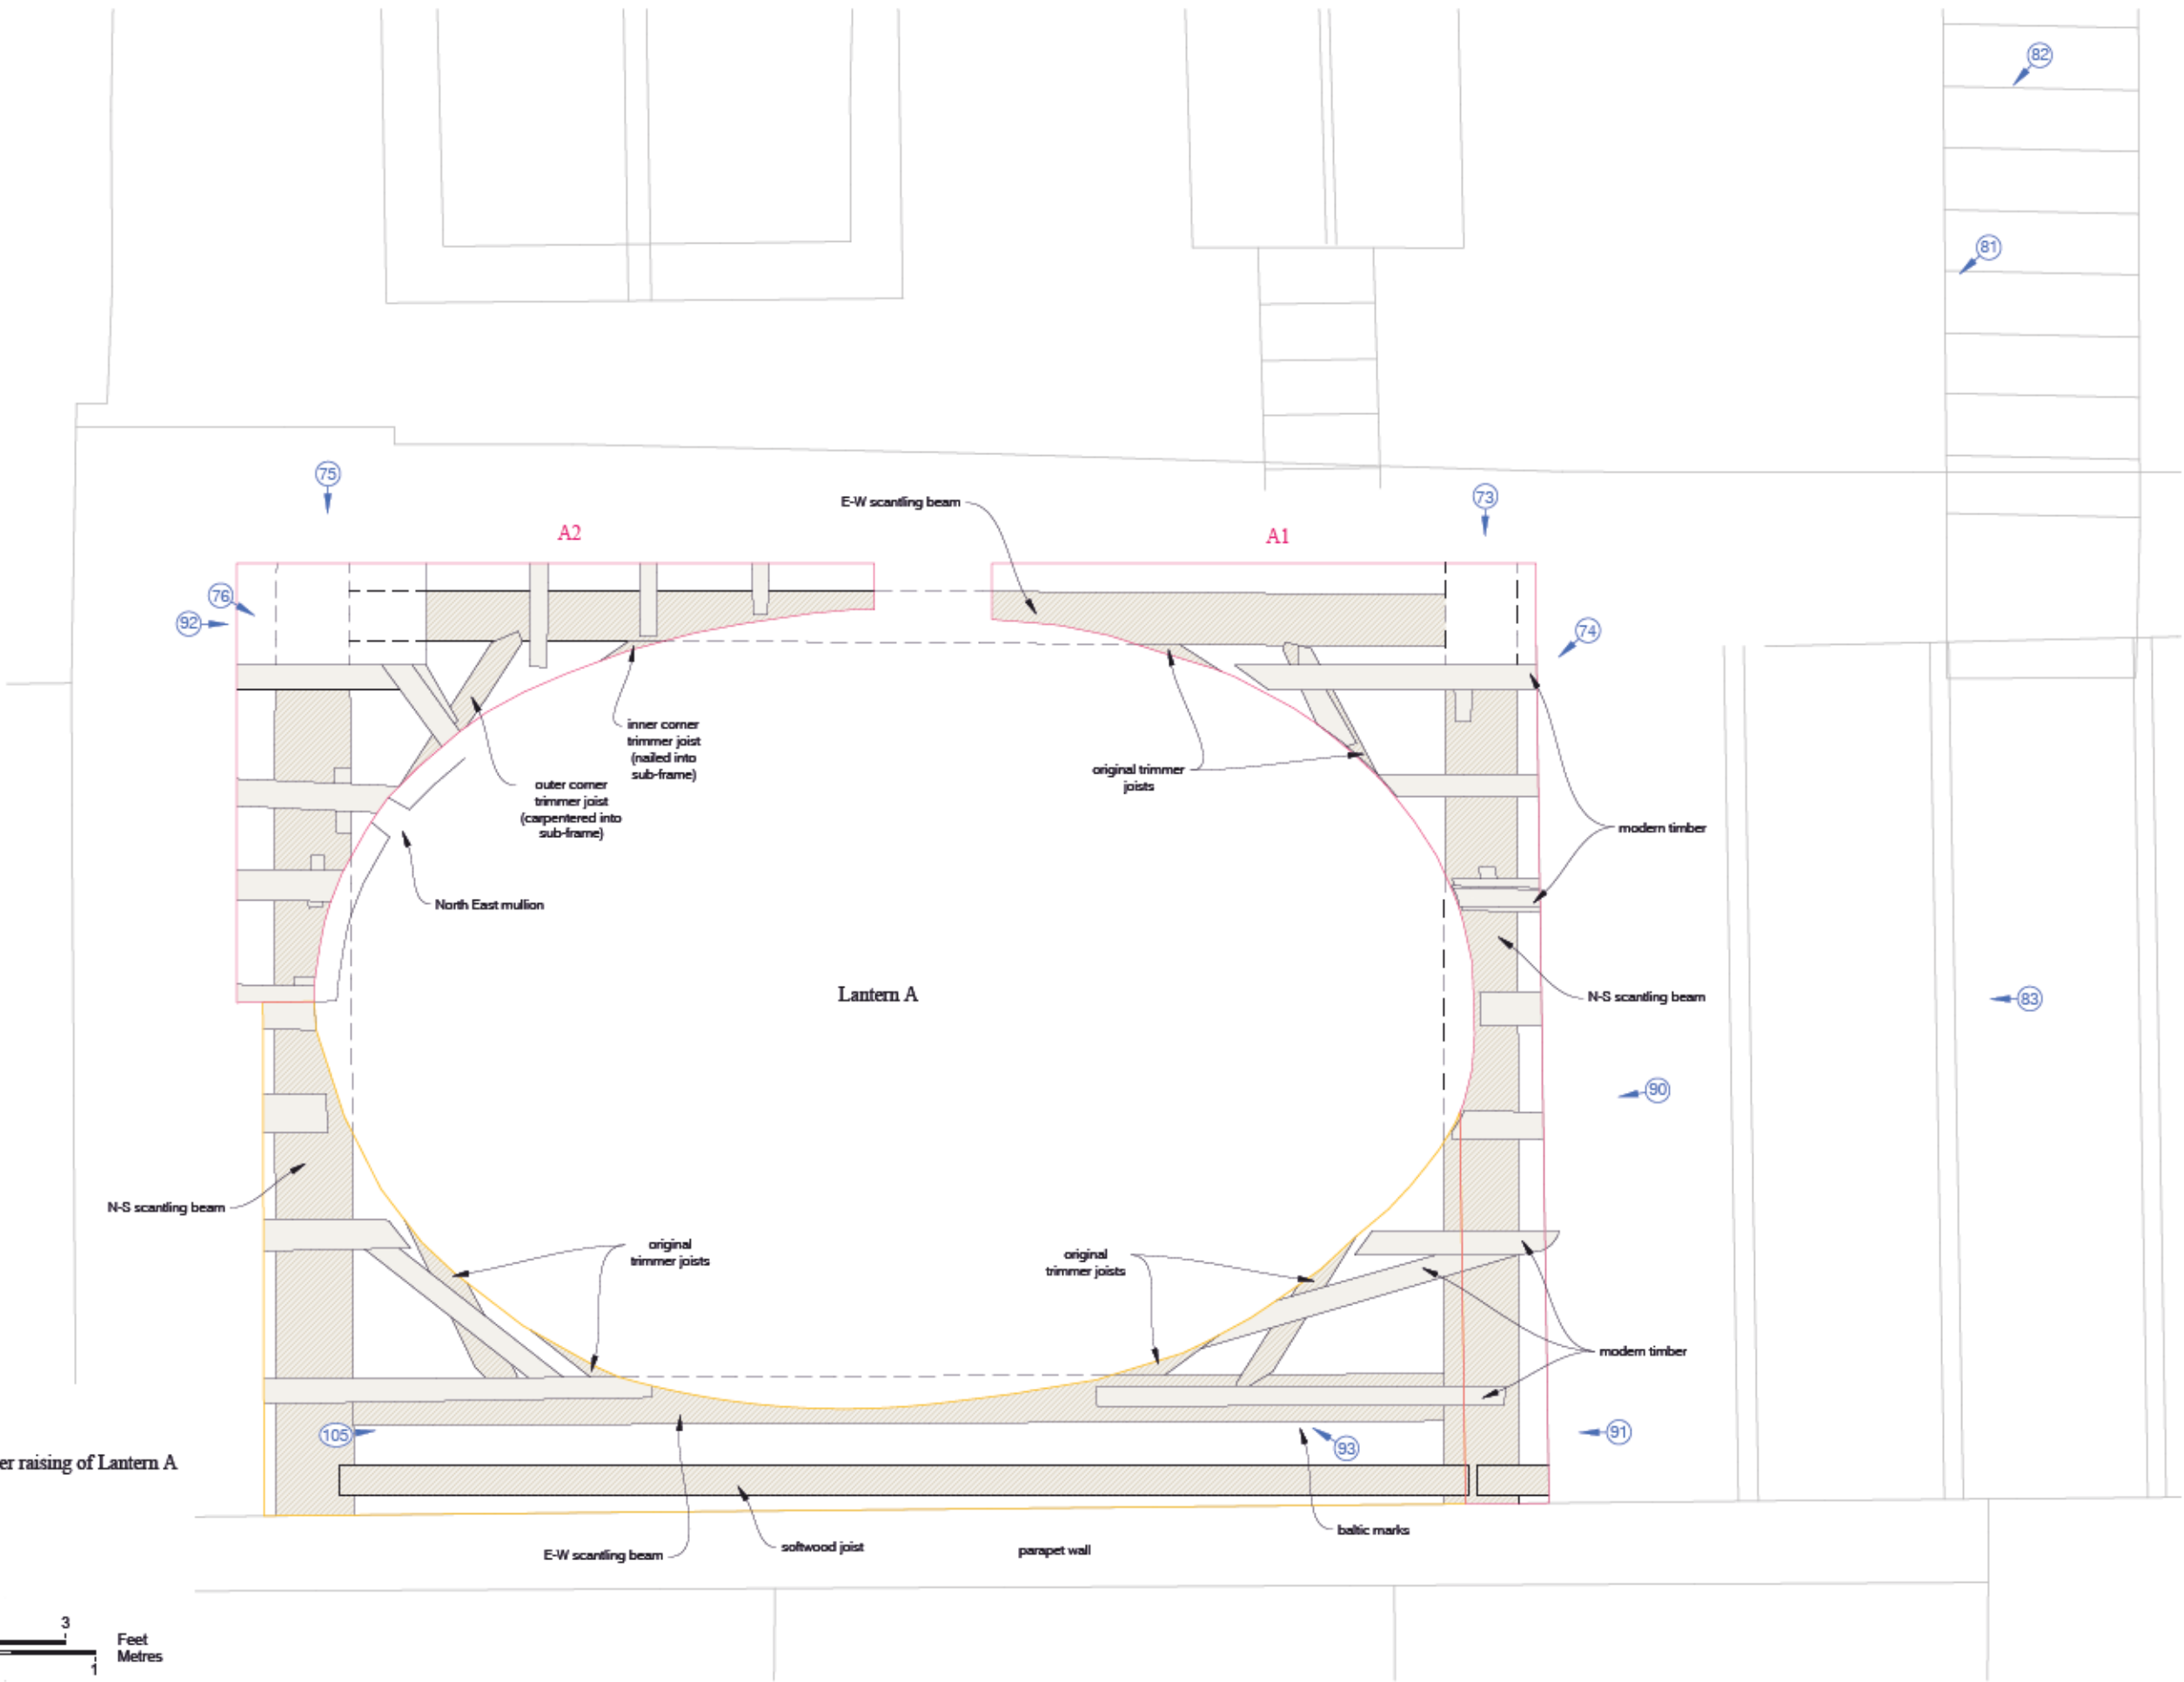 82
81
75
E-W scantling beam
73
A2
A1
76
92
74
inner corner
trimmer joist
(nailed into
sub-frame)
original trimmer
joists
outer corner
trimmer joist
(carpentered into
sub-frame)
modern timber
North East mullion
Lantern A
N-S scantling beam
83
90
N-S scantling beam
original
trimmer joists
original
trimmer joists
modern timber
105
93
91
er raising of Lantern A
baltic marks
softwood joist
parapet wall
E-W scantling beam
3
Feet
Metres
1